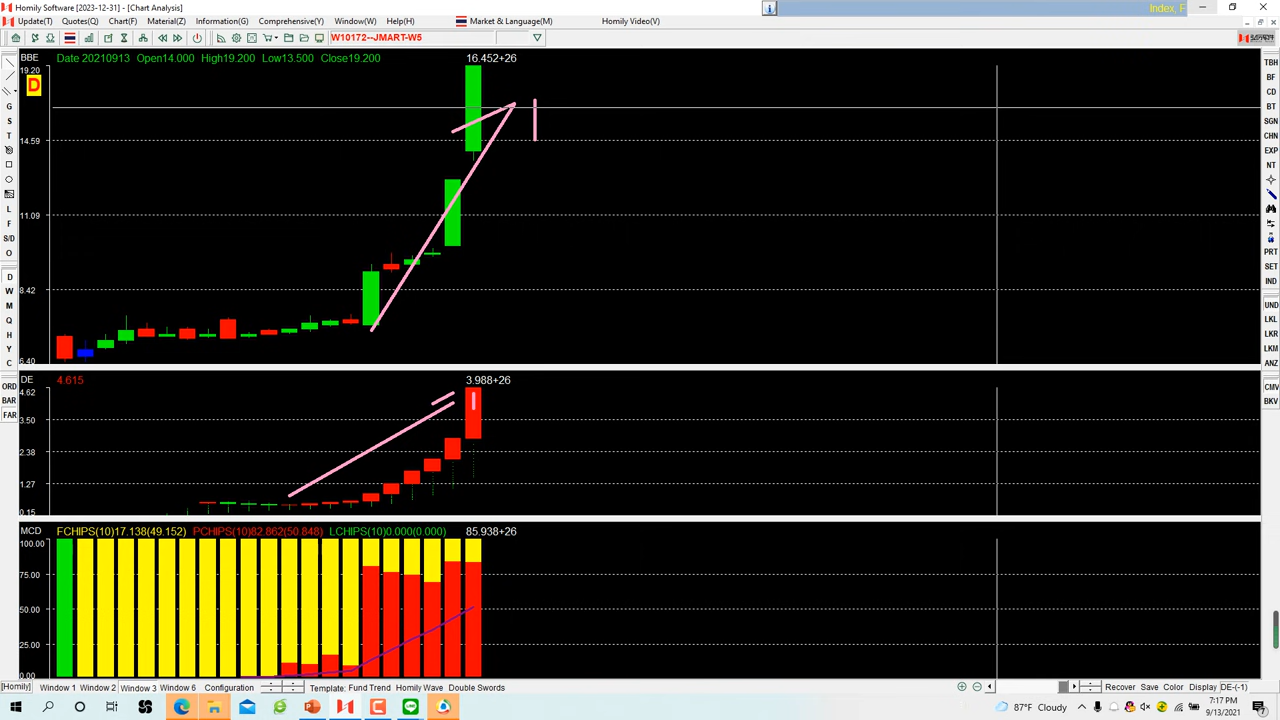 Homily Software [2023-12-31] - [Chart Analysis]
Index_F
Update(T) Quotes(Q) Chart(F) Material(Z) Information(G) Comprehensive(Y) Window(W) Help(H) Market & Language(M) Homily Video(V)
W10172--JMART-W5
BBE Date 20210913 Open14.000 High19.200 Low13.500 Close19.200 16.452+26
19.20
D
14.59
11.09
8.42
6.40
DE 4.615 3.988+26
4.62
3.50
2.38
1.27
0.15
MCD FCHIPS(10)17.138(49.152) PCHIPS(10)82.862(50.848) LCHIPS(10)0.000(0.000) 85.938+26
100.00
75.00
50.00
25.00
0.00
G
S
T
L
F
S/D
O
D
W
M
Q
H
Y
C
ORD
BAR
FAR
TBH
BF
CD
BT
SGN
CHN
EXP
NT
PRT
SET
IND
UND
LKL
LKR
LKM
ANZ
CMV
BKV
[Homily] Window 1 Window 2 Window 3 Window 6 Configuration Template: Fund Trend Homily Wave Double Swords Recover Save Color Display DE-(-1)
87°F Cloudy 7:17 PM
9/13/2021